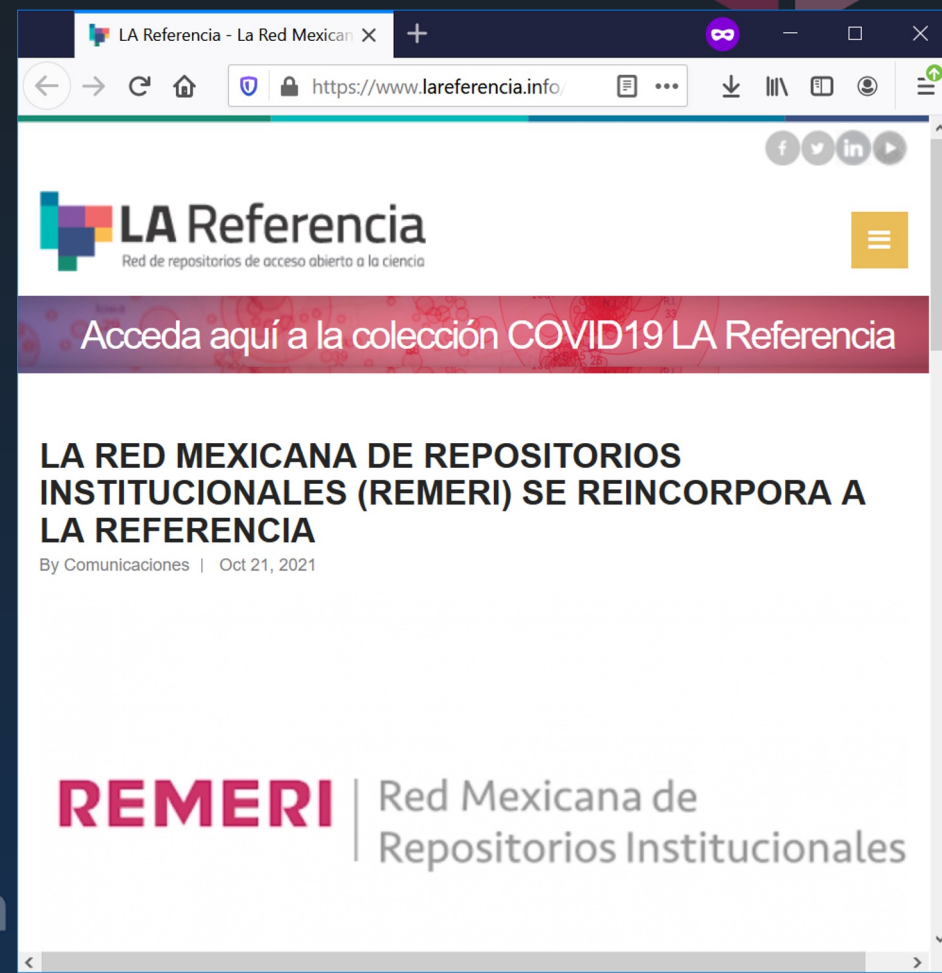 LA Referencia - La Red Mexican
https://www.lareferencia.info/
LA Referencia
Red de repositorios de acceso abierto a la ciencia
Acceda aquí a la colección COVID19 LA Referencia
LA RED MEXICANA DE REPOSITORIOS
INSTITUCIONALES (REMERI) SE REINCORPORA A
LA REFERENCIA
By Comunicaciones | Oct 21, 2021
REMERI
Red Mexicana de
Repositorios Institucionales